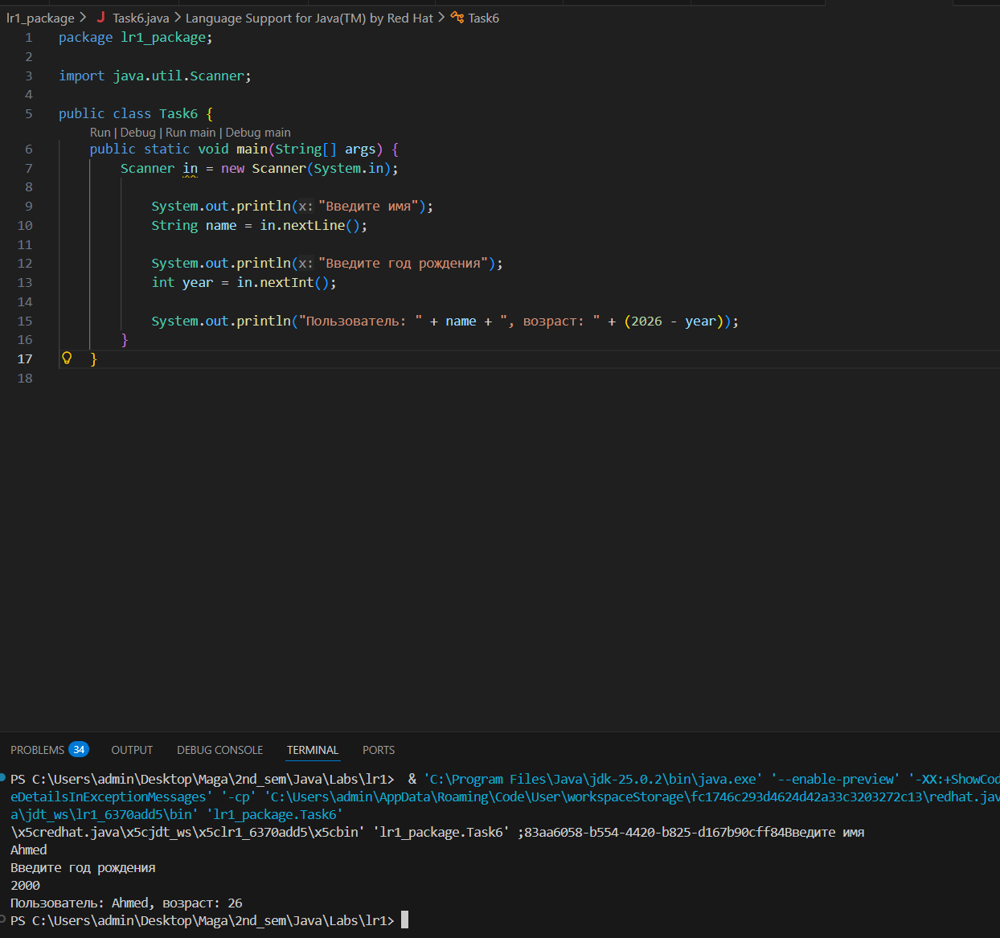 lr1_package > J Task6.java > Language Support for Java(TM) by Red Hat > Task6
1 package lr1_package;
2
3 import java.util.Scanner;
4
5 public class Task6 {
Run | Debug | Run main | Debug main
6 public static void main(String[] args) {
7 Scanner in = new Scanner(System.in);
8
9 System.out.println(x: "Введите имя");
10 String name = in.nextLine();
11
12 System.out.println(x: "Введите год рождения");
13 int year = in.nextInt();
14
15 System.out.println("Пользователь: " + name + ", возраст: " + (2026 - year));
16 }
17 }
18
PROBLEMS 34 OUTPUT DEBUG CONSOLE TERMINAL PORTS
PS C:\Users\admin\Desktop\Maga\2nd_sem\Java\Labs\lr1> & 'C:\Program Files\Java\jdk-25.0.2\bin\java.exe' '--enable-preview' '-XX:+ShowCod
eDetailsInExceptionMessages' '-cp' 'C:\Users\admin\AppData\Roaming\Code\User\workspaceStorage\fc1746c293d4624d42a33c3203272c13\redhat.jav
a\jdt_ws\lr1_6370add5\bin' 'lr1_package.Task6'
\x5credhat.java\x5cjdt_ws\x5clr1_6370add5\x5cbin' 'lr1_package.Task6' ;83aa6058-b554-4420-b825-d167b90cff84Введите имя
Ahmed
Введите год рождения
2000
Пользователь: Ahmed, возраст: 26
PS C:\Users\admin\Desktop\Maga\2nd_sem\Java\Labs\lr1>